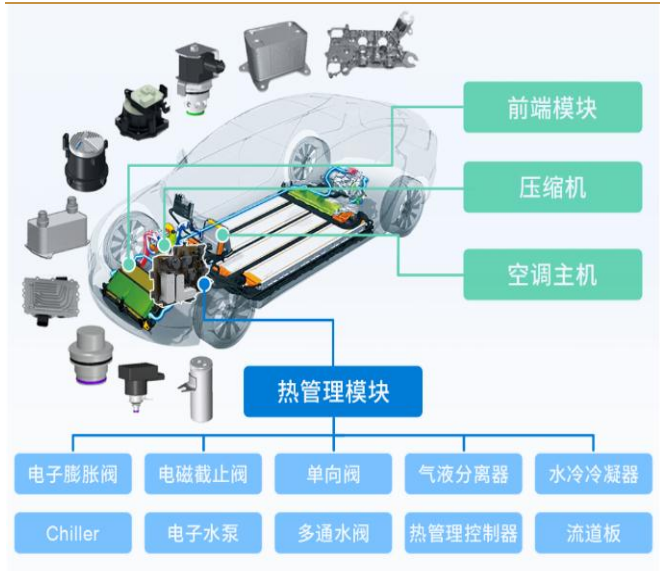 前端模块
压缩机
空调主机
热管理模块
电子膨胀阀 电磁截止阀 单向阀 气液分离器 水冷冷凝器
Chiller 电子水泵 多通水阀 热管理控制器 流道板